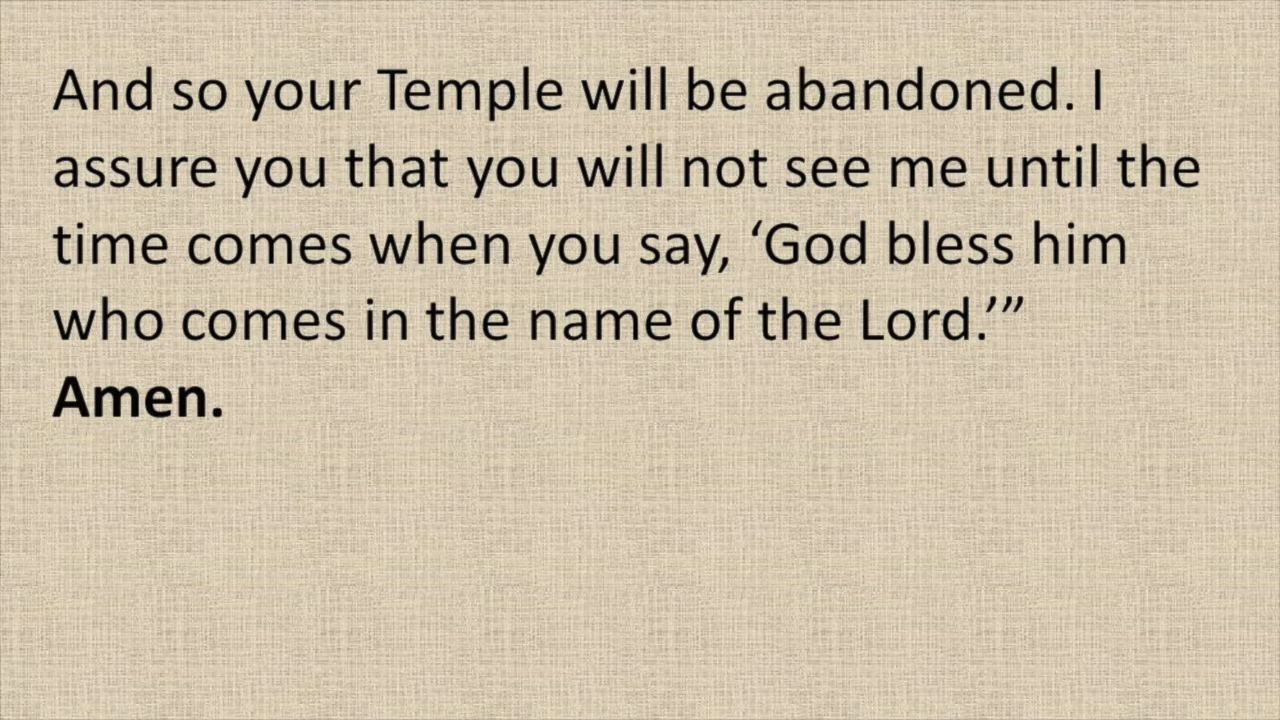 And so your Temple will be abandoned. I
assure you that you will not see me until the
time comes when you say, ‘God bless him
who comes in the name of the Lord.’”
Amen.